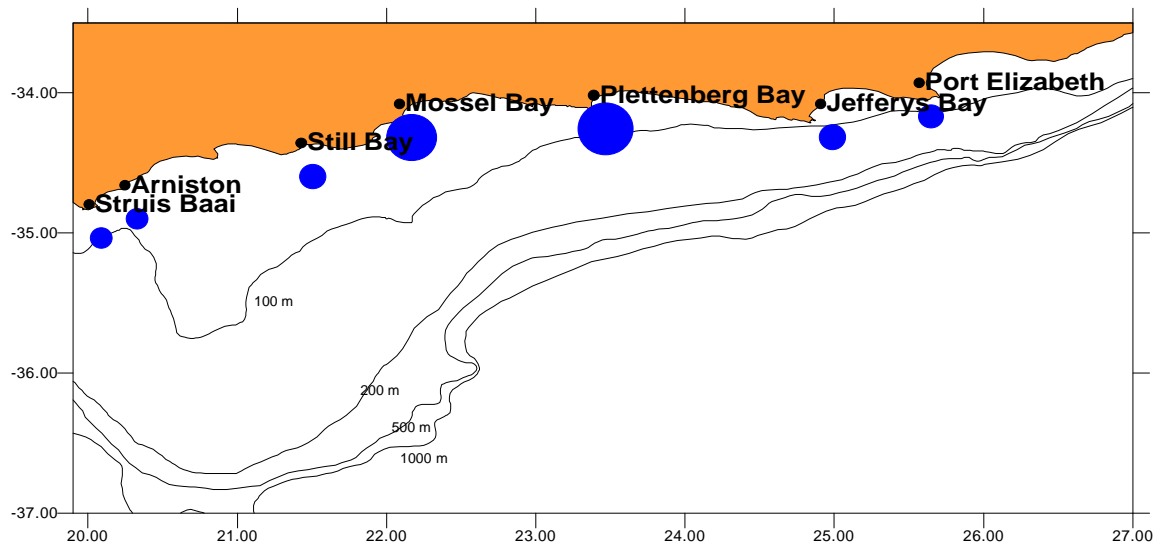 -34.00
-35.00
-36.00
-37.00
Port Elizabeth
Plettenberg Bay
Mossel Bay
Jefferys Bay
Still Bay
Arniston
Struis Baai
100 m
200 m
500 m
1000 m
20.00 21.00 22.00 23.00 24.00 25.00 26.00 27.00